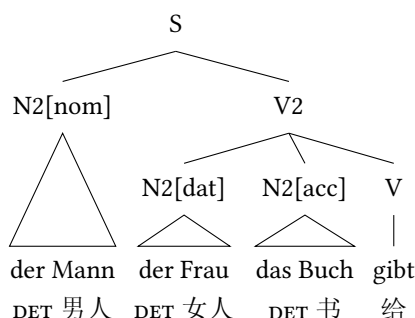 S
N2[nom] V2
N2[dat] N2[acc] V
der Mann der Frau das Buch gibt
DET 男人 DET 女人 DET 书 给